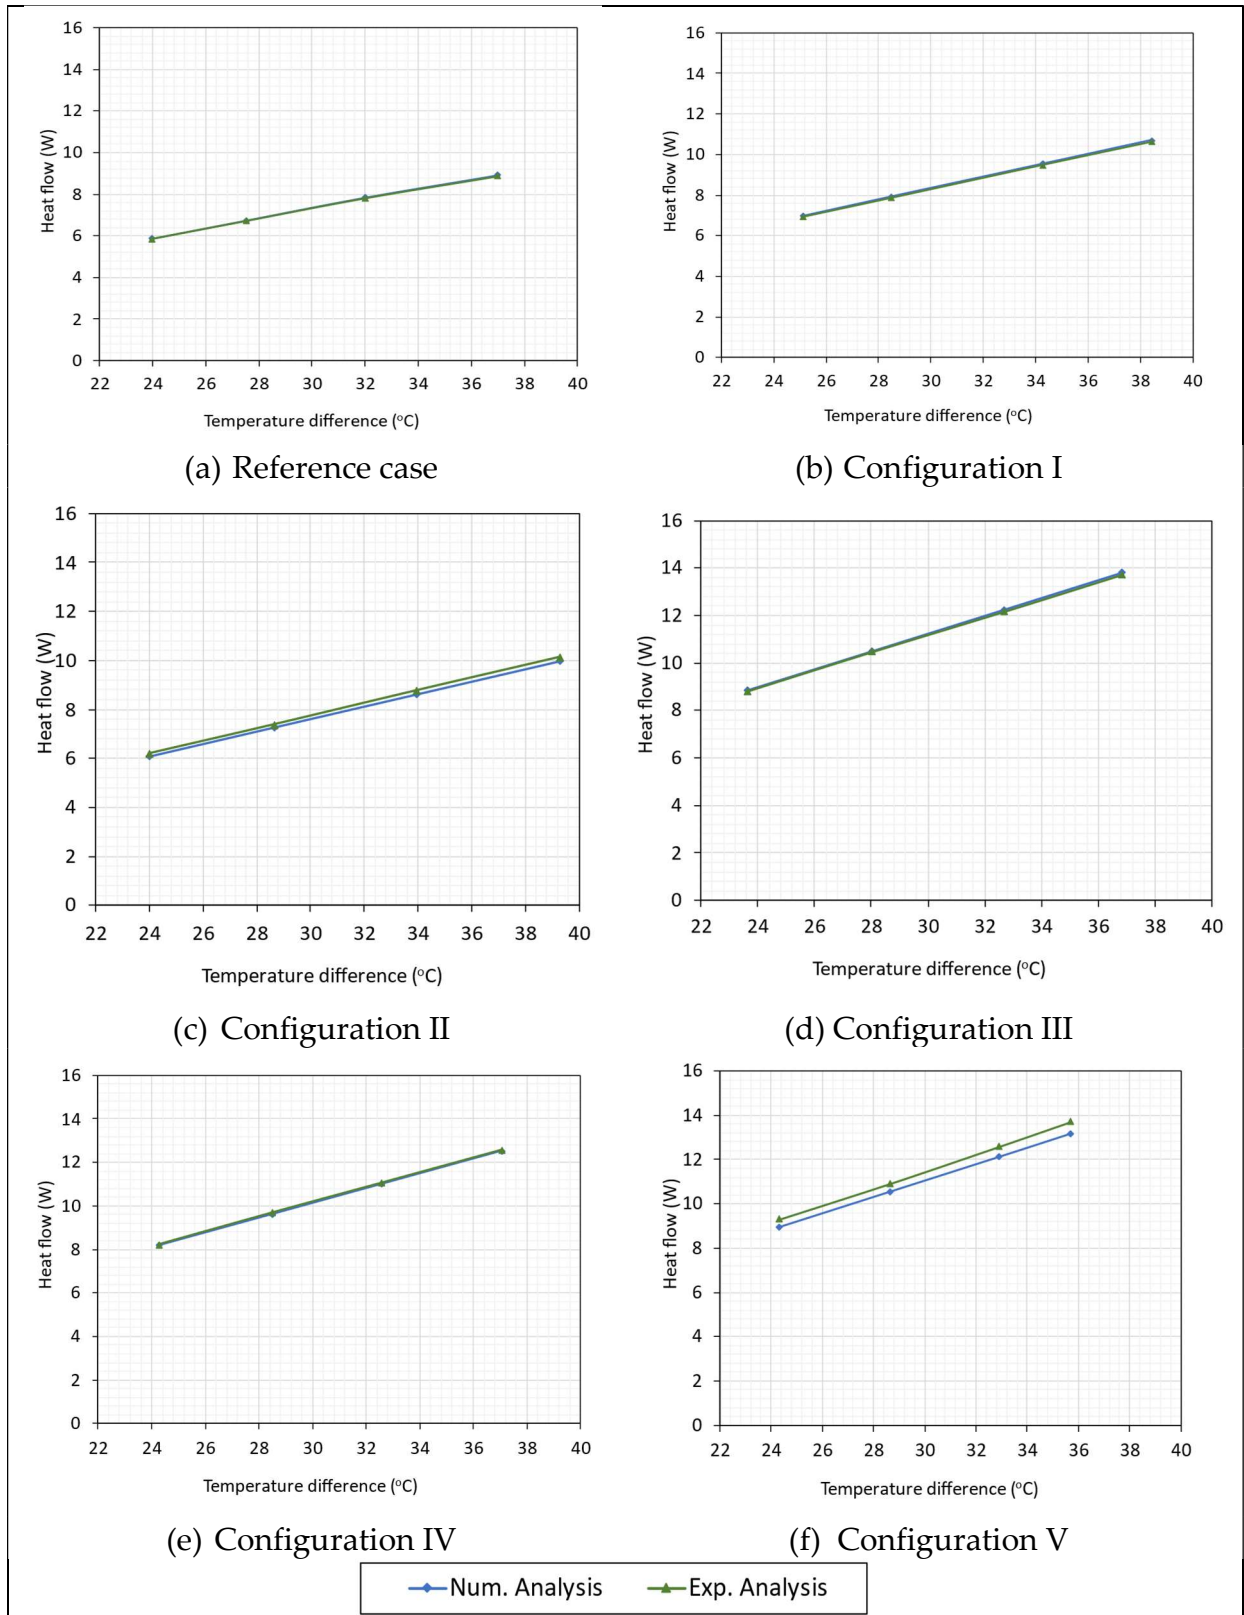 16
14
12
10
8
6
4
2
0
22 24 26 28 30 32 34 36 38 40
Heat flow (W)
Temperature difference (°C)
(a) Reference case
16
14
12
10
8
6
4
2
0
22 24 26 28 30 32 34 36 38 40
Heat flow (W)
Temperature difference (°C)
(b) Configuration I
16
14
12
10
8
6
4
2
0
22 24 26 28 30 32 34 36 38 40
Heat flow (W)
Temperature difference (°C)
(c) Configuration II
16
14
12
10
8
6
4
2
0
22 24 26 28 30 32 34 36 38 40
Heat flow (W)
Temperature difference (°C)
(d) Configuration III
16
14
12
10
8
6
4
2
0
22 24 26 28 30 32 34 36 38 40
Heat flow (W)
Temperature difference (°C)
(e) Configuration IV
16
14
12
10
8
6
4
2
0
22 24 26 28 30 32 34 36 38 40
Heat flow (W)
Temperature difference (°C)
(f) Configuration V
Num. Analysis Exp. Analysis